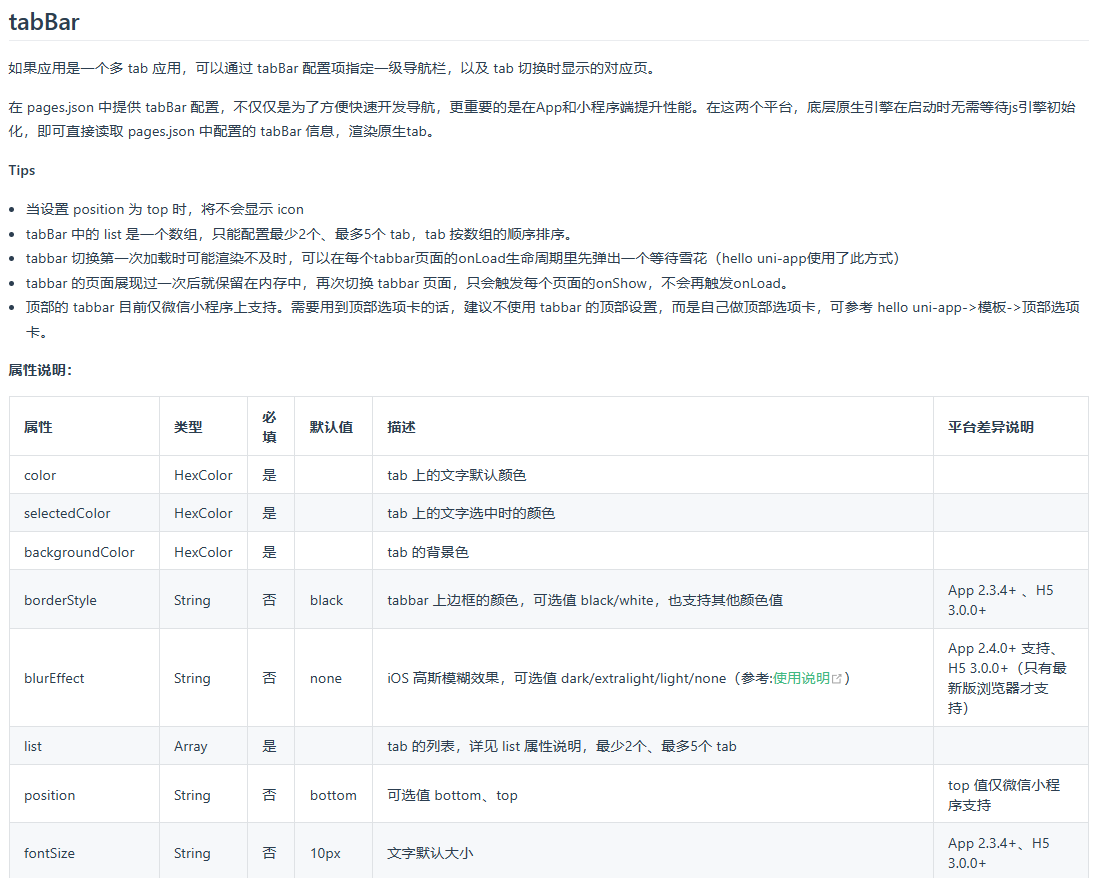 tabBar
如果应用是一个多 tab 应用，可以通过 tabBar 配置项指定一级导航栏，以及 tab 切换时显示的对应页。
在 pages.json 中提供 tabBar 配置，不仅仅是为了方便快速开发导航，更重要的是在App和小程序端提升性能。在这两个平台，底层原生引擎在启动时无需等待js引擎初始
化，即可直接读取 pages.json 中配置的 tabBar 信息，渲染原生tab。
Tips
• 当设置 position 为 top 时，将不会显示 icon
• tabBar 中的 list 是一个数组，只能配置最少2个、最多5个 tab，tab 按数组的顺序排序。
• tabbar 切换第一次加载时可能渲染不及时，可以在每个tabbar页面的onLoad生命周期里先弹出一个等待雪花（hello uni-app使用了此方式）
• tabbar 的页面展现过一次后就保留在内存中，再次切换 tabbar 页面，只会触发每个页面的onShow，不会再触发onLoad。
• 顶部的 tabbar 目前仅微信小程序上支持。需要用到顶部选项卡的话，建议不使用 tabbar 的顶部设置，而是自己做顶部选项卡，可参考 hello uni-app->模板->顶部选项
卡。
属性说明：
属性 类型 必填 默认值 描述 平台差异说明
color HexColor 是 tab 上的文字默认颜色
selectedColor HexColor 是 tab 上的文字选中时的颜色
backgroundColor HexColor 是 tab 的背景色
borderStyle String 否 black tabbar 上边框的颜色，可选值 black/white，也支持其他颜色值 App 2.3.4+ 、H5
3.0.0+
blurEffect String 否 none iOS 高斯模糊效果，可选值 dark/extralight/light/none（参考:使用说明） App 2.4.0+ 支持、
H5 3.0.0+（只有最
新版浏览器才支
持）
list Array 是 tab 的列表，详见 list 属性说明，最少2个、最多5个 tab
position String 否 bottom 可选值 bottom、top top 值仅微信小程
序支持
fontSize String 否 10px 文字默认大小 App 2.3.4+、H5
3.0.0+